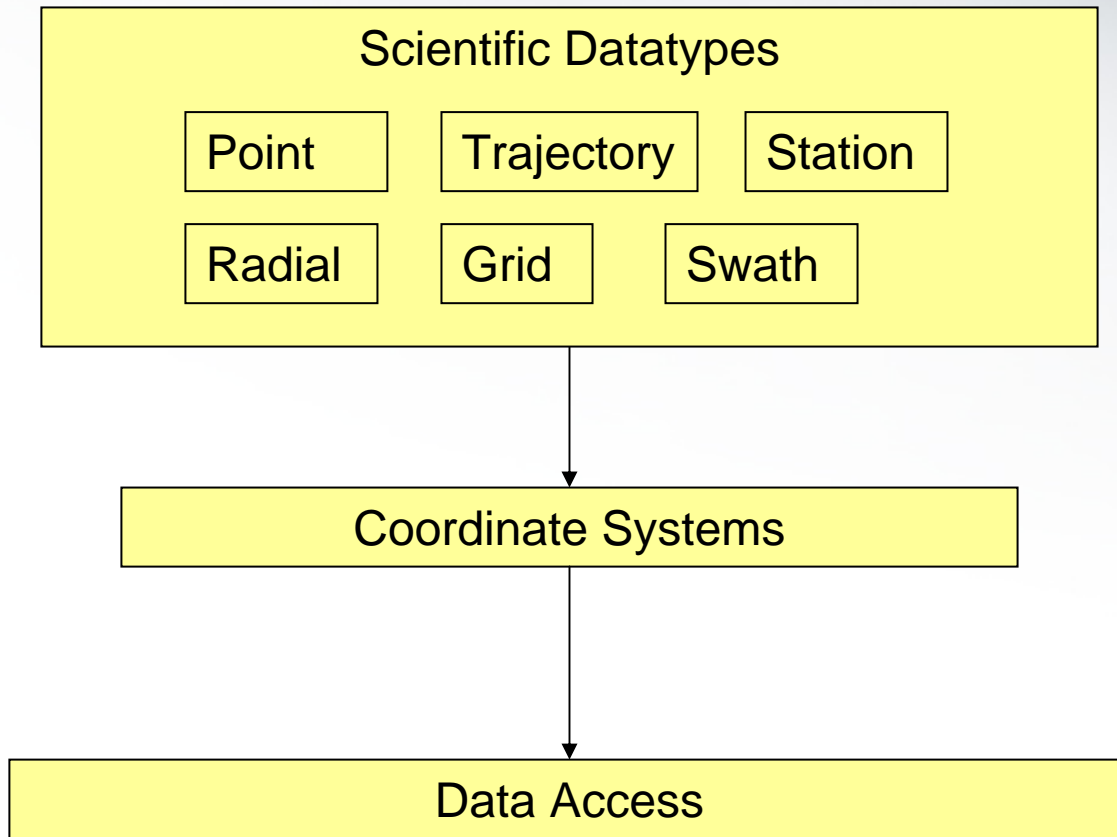 Scientific Datatypes
Point Trajectory Station
Radial Grid Swath
Coordinate Systems
Data Access